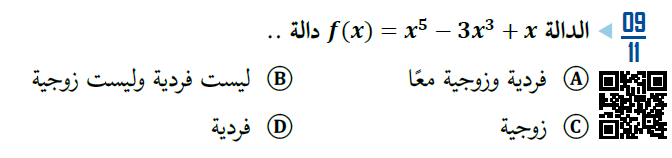 09/11 الدالة f(x) = x⁵ − 3x³ + x دالة ..
A فردية وزوجية معًا B ليست فردية وليست زوجية
C زوجية D فردية